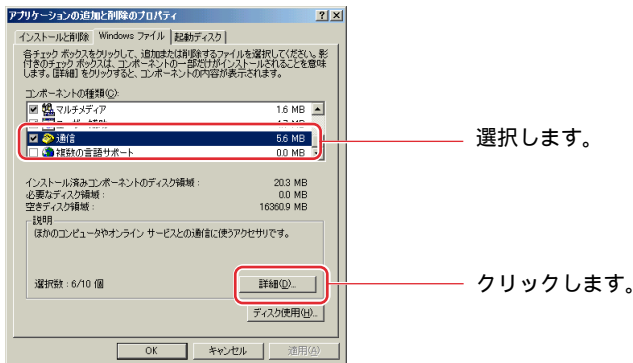 アプリケーションの追加と削除のプロパティ
インストールと削除 Windows ファイル 起動ディスク
各チェック ボックスをクリックして、追加または削除するファイルを選択してください。影
付きのチェック ボックスは、コンポーネントの一部だけがインストールされることを意味
します。[詳細] をクリックすると、コンポーネントの内容が表示されます。
コンポーネントの種類(C):
マルチメディア 1.6 MB
通信 5.6 MB
複数の言語サポート 0.0 MB
選択します。
インストール済みコンポーネントのディスク領域 : 20.3 MB
必要なディスク領域 : 0.0 MB
空きディスク領域 : 16360.9 MB
説明
ほかのコンピュータやオンライン サービスとの通信に使うアクセサリです。
選択数 : 6/10 個
詳細(D)...
クリックします。
ディスク使用(H)...
OK キャンセル 適用(A)